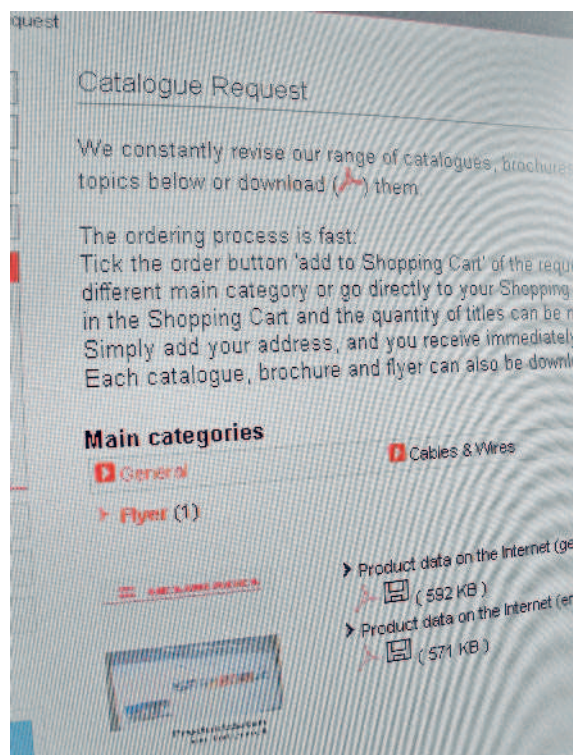 quest
Catalogue Request
We constantly revise our range of catalogues, brochures
topics below or download ( ) them.
The ordering process is fast:
Tick the order button 'add to Shopping Cart' of the reque
different main category or go directly to your Shopping
in the Shopping Cart and the quantity of titles can be
Simply add your address, and you receive immediately
Each catalogue, brochure and flyer can also be downl
Main categories
General
Cables & Wires
Flyer (1)
Product data on the Internet (ge
( 592 KB )
Product data on the Internet (en
( 571 KB )